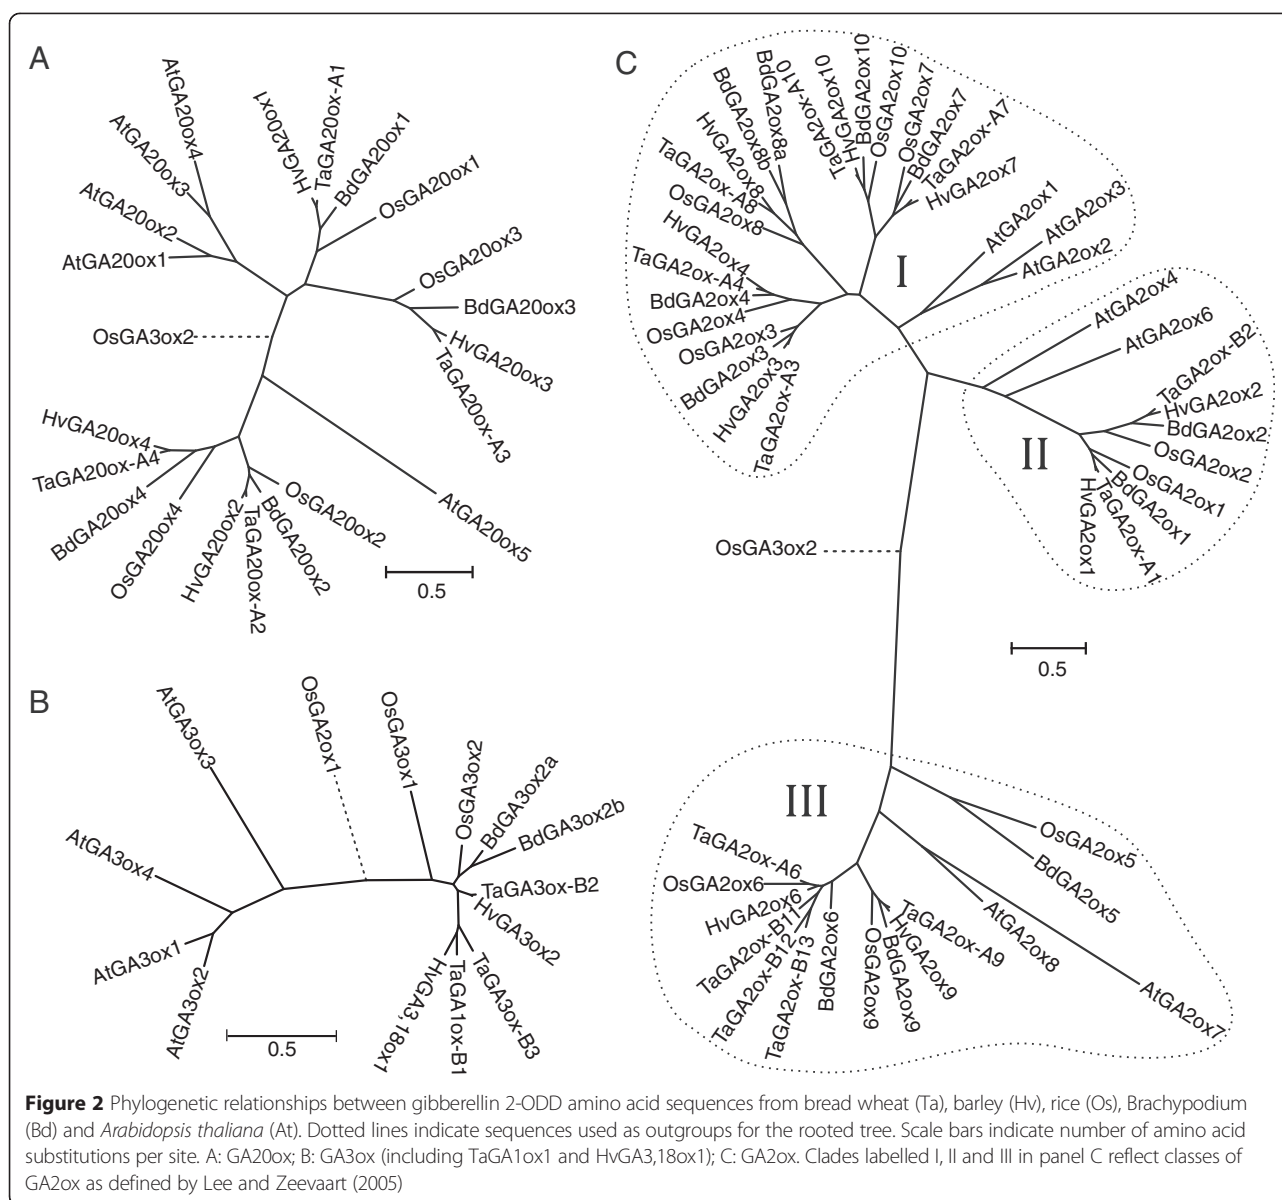 A
AtGA20ox4
AtGA20ox3
AtGA20ox2
AtGA20ox1
HvGA20ox1
TaGA20ox-A1
BdGA20ox1
OsGA20ox1
OsGA20ox3
BdGA20ox3
HvGA20ox3
TaGA20ox-A3
OsGA3ox2
HvGA20ox4
TaGA20ox-A4
BdGA20ox4
OsGA20ox4
HvGA20ox2
TaGA20ox-A2
BdGA20ox2
OsGA20ox2
AtGA20ox5
0.5
B
AtGA3ox3
OsGA2ox1
OsGA3ox1
OsGA3ox2
BdGA3ox2a
BdGA3ox2b
TaGA3ox-B2
HvGA3ox2
TaGA3ox-B3
TaGA1ox-B1
HvGA3,18ox1
AtGA3ox4
AtGA3ox1
AtGA3ox2
0.5
C
BdGA2ox8b
BdGA2ox8a
TaGA2ox-A10
HvGA2ox10
BdGA2ox10
OsGA2ox10
OsGA2ox7
BdGA2ox7
TaGA2ox-A7
HvGA2ox7
HvGA2ox8
TaGA2ox-A8
OsGA2ox8
HvGA2ox4
TaGA2ox-A4
BdGA2ox4
OsGA2ox4
OsGA2ox3
BdGA2ox3
HvGA2ox3
TaGA2ox-A3
I
AtGA2ox1
AtGA2ox3
AtGA2ox2
AtGA2ox4
AtGA2ox6
TaGA2ox-B2
HvGA2ox2
BdGA2ox2
OsGA2ox2
OsGA2ox1
BdGA2ox1
TaGA2ox-A1
HvGA2ox1
II
OsGA3ox2
0.5
III
TaGA2ox-A6
OsGA2ox6
HvGA2ox6
TaGA2ox-B11
TaGA2ox-B12
TaGA2ox-B13
BdGA2ox6
OsGA2ox9
BdGA2ox9
HvGA2ox9
TaGA2ox-A9
AtGA2ox8
AtGA2ox7
OsGA2ox5
BdGA2ox5
Figure 2 Phylogenetic relationships between gibberellin 2-ODD amino acid sequences from bread wheat (Ta), barley (Hv), rice (Os), Brachypodium
(Bd) and Arabidopsis thaliana (At). Dotted lines indicate sequences used as outgroups for the rooted tree. Scale bars indicate number of amino acid
substitutions per site. A: GA20ox; B: GA3ox (including TaGA1ox1 and HvGA3,18ox1); C: GA2ox. Clades labelled I, II and III in panel C reflect classes of
GA2ox as defined by Lee and Zeevaart (2005)